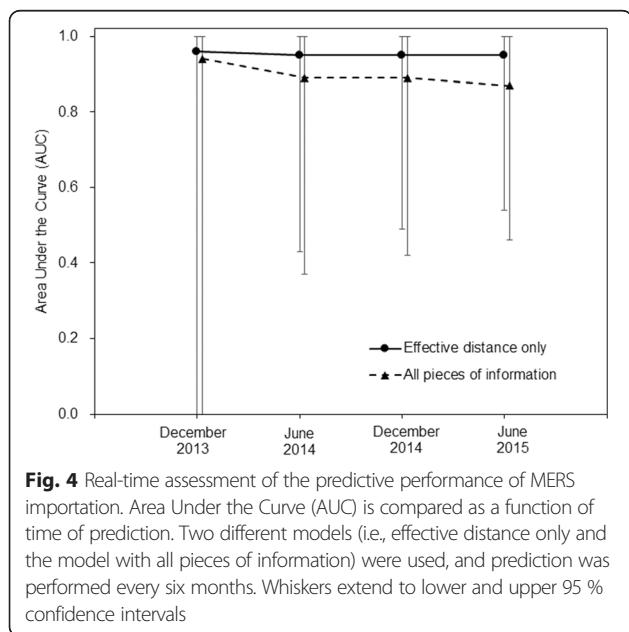 1.0
0.8
0.6
0.4
0.2
0.0
Area Under the Curve (AUC)
Effective distance only
All pieces of information
December 2013
June 2014
December 2014
June 2015
Fig. 4 Real-time assessment of the predictive performance of MERS
importation. Area Under the Curve (AUC) is compared as a function of
time of prediction. Two different models (i.e., effective distance only and
the model with all pieces of information) were used, and prediction was
performed every six months. Whiskers extend to lower and upper 95 %
confidence intervals